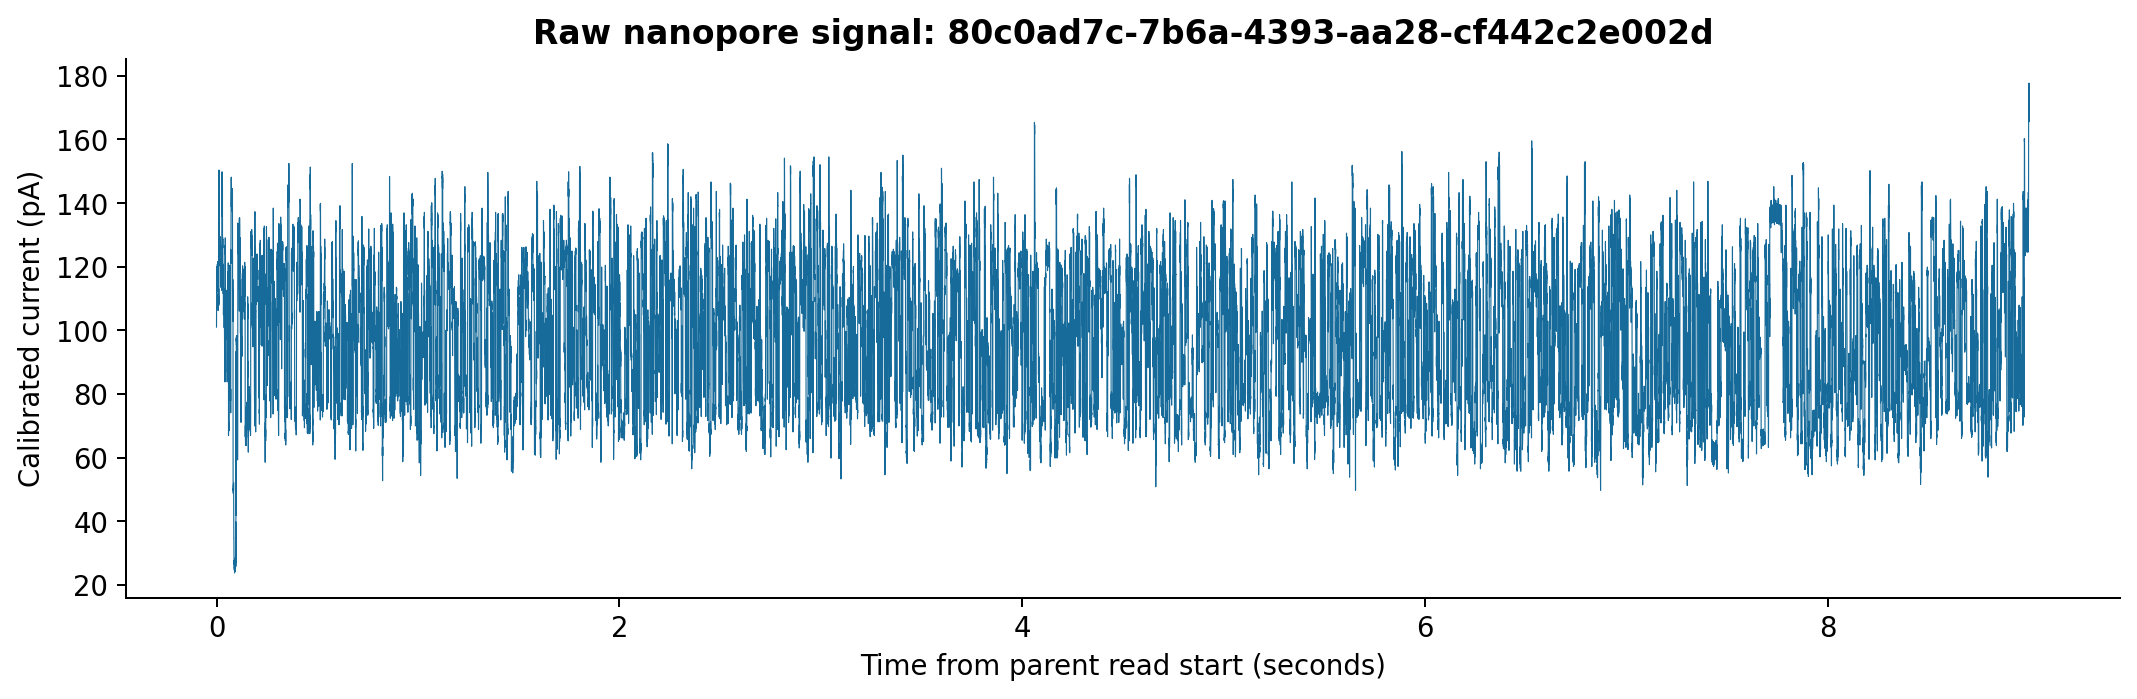 Raw nanopore signal: 80c0ad7c-7b6a-4393-aa28-cf442c2e002d
Calibrated current (pA)
180
160
140
120
100
80
60
40
20
0 2 4 6 8
Time from parent read start (seconds)